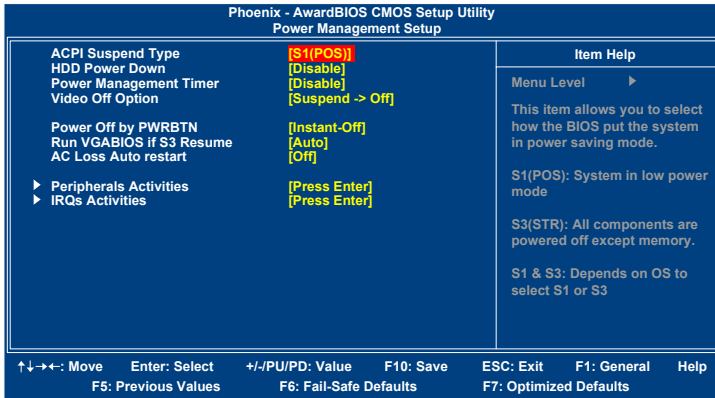 Phoenix - AwardBIOS CMOS Setup Utility
Power Management Setup
ACPI Suspend Type [S1(POS)]
HDD Power Down [Disable]
Power Management Timer [Disable]
Video Off Option [Suspend -> Off]
Power Off by PWRBTN [Instant-Off]
Run VGABIOS if S3 Resume [Auto]
AC Loss Auto restart [Off]
Peripherals Activities [Press Enter]
IRQs Activities [Press Enter]
Item Help
Menu Level
This item allows you to select
how the BIOS put the system
in power saving mode.
S1(POS): System in low power
mode
S3(STR): All components are
powered off except memory.
S1 & S3: Depends on OS to
select S1 or S3
↑↓→←: Move Enter: Select +/-/PU/PD: Value F10: Save ESC: Exit F1: General Help
F5: Previous Values F6: Fail-Safe Defaults F7: Optimized Defaults